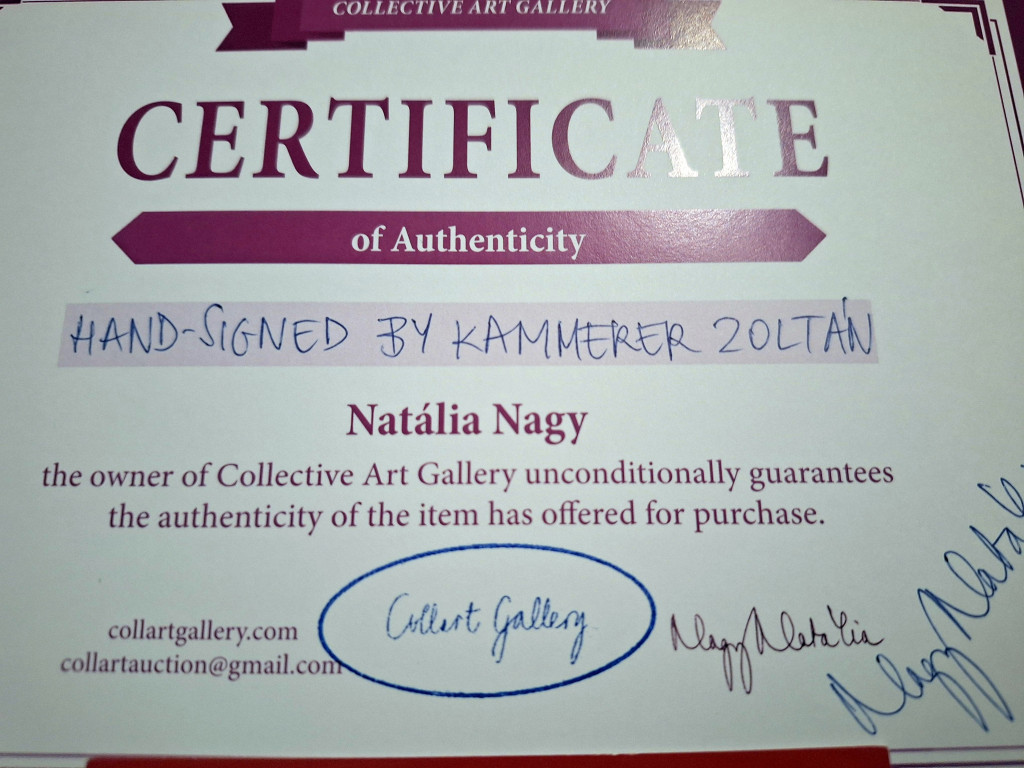 COLLECTIVE ART GALLERY
CERTIFICATE
of Authenticity
HAND-SIGNED BY KAMMERER ZOLTÁN
Natália Nagy
the owner of Collective Art Gallery unconditionally guarantees
the authenticity of the item has offered for purchase.
collartgallery.com
collartauction@gmail.com
Collart Gallery
Nagy Natália
Nagy Natáli